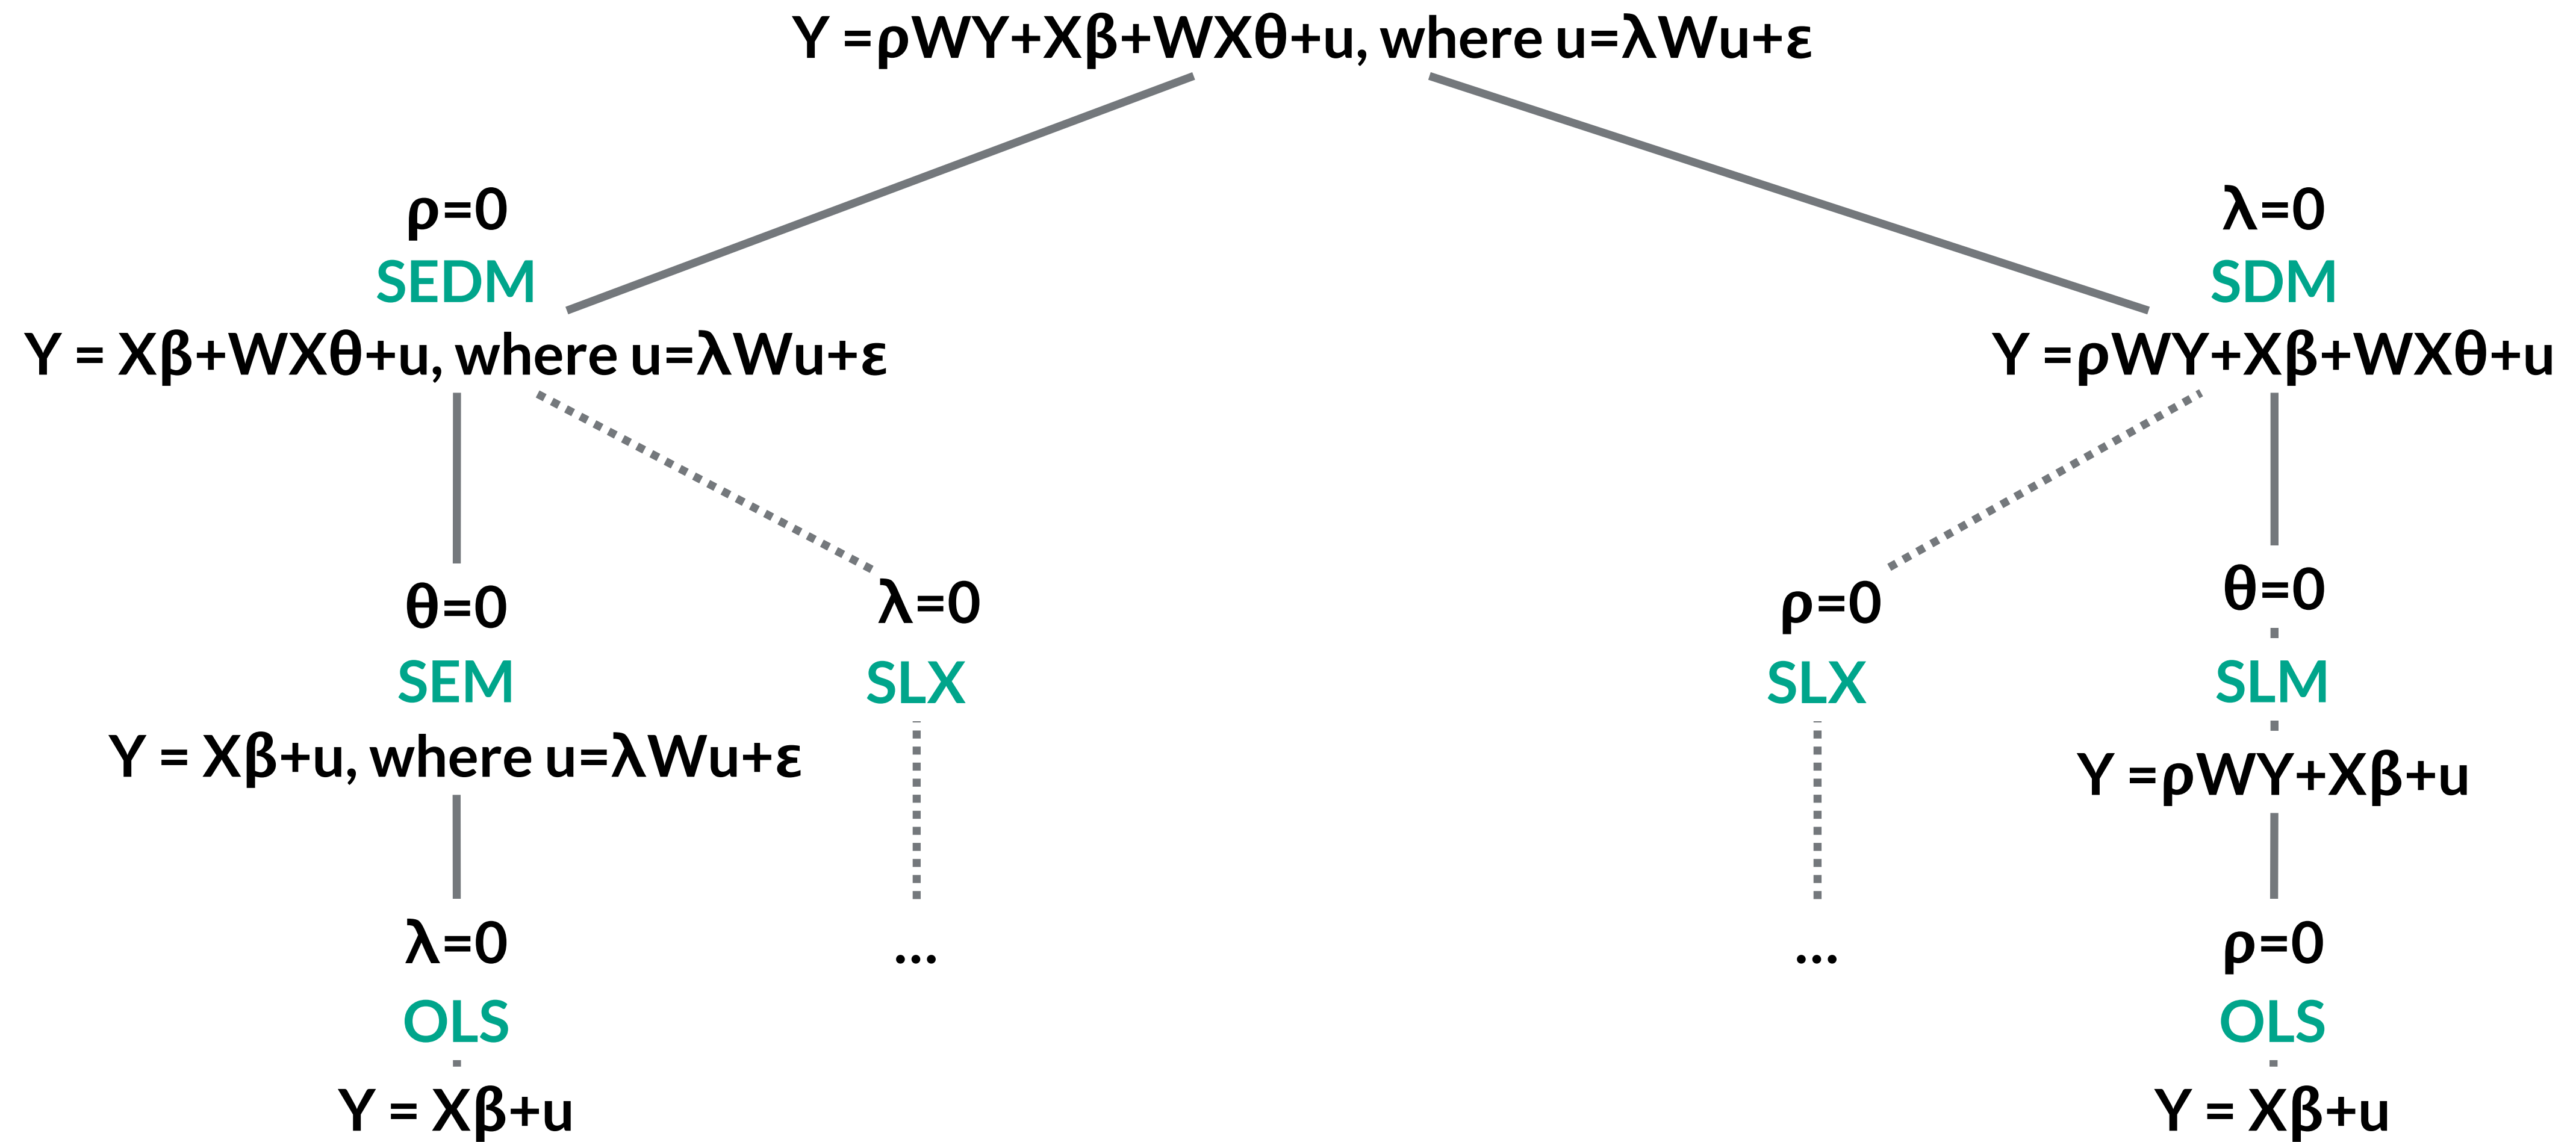 Y =ρWY+Xβ+WXθ+u, where u=λWu+ε
ρ=0
SEDM
Y = Xβ+WXθ+u, where u=λWu+ε
λ=0
SDM
Y =ρWY+Xβ+WXθ+u
θ=0
SEM
Y = Xβ+u, where u=λWu+ε
λ=0
SLX
...
ρ=0
SLX
...
θ=0
SLM
Y =ρWY+Xβ+u
λ=0
OLS
Y = Xβ+u
ρ=0
OLS
Y = Xβ+u